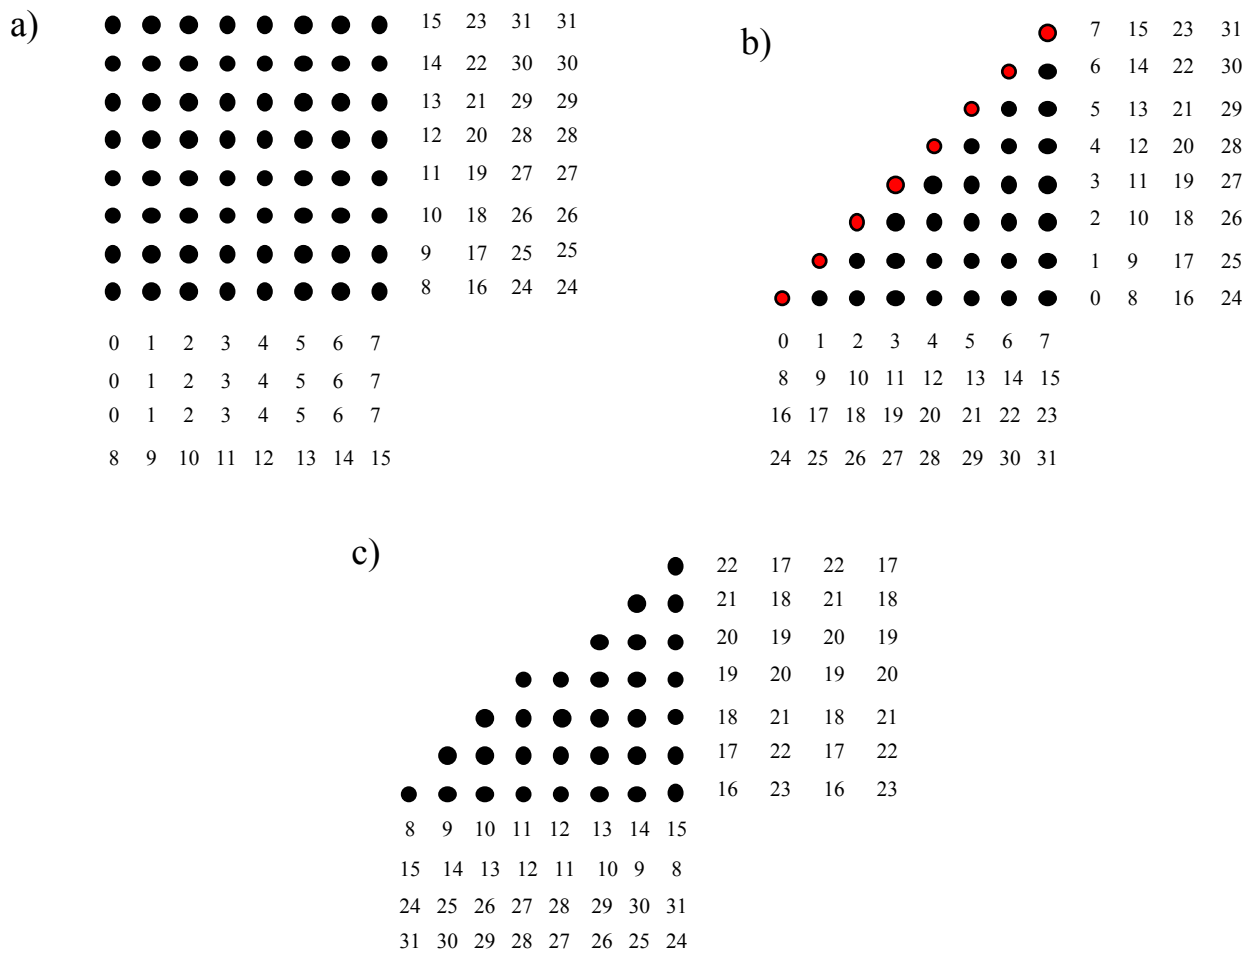 a)
15 23 31 31
14 22 30 30
13 21 29 29
12 20 28 28
11 19 27 27
10 18 26 26
9 17 25 25
8 16 24 24
0 1 2 3 4 5 6 7
0 1 2 3 4 5 6 7
0 1 2 3 4 5 6 7
8 9 10 11 12 13 14 15
b)
7 15 23 31
6 14 22 30
5 13 21 29
4 12 20 28
3 11 19 27
2 10 18 26
1 9 17 25
0 8 16 24
0 1 2 3 4 5 6 7
8 9 10 11 12 13 14 15
16 17 18 19 20 21 22 23
24 25 26 27 28 29 30 31
c)
22 17 22 17
21 18 21 18
20 19 20 19
19 20 19 20
18 21 18 21
17 22 17 22
16 23 16 23
8 9 10 11 12 13 14 15
15 14 13 12 11 10 9 8
24 25 26 27 28 29 30 31
31 30 29 28 27 26 25 24